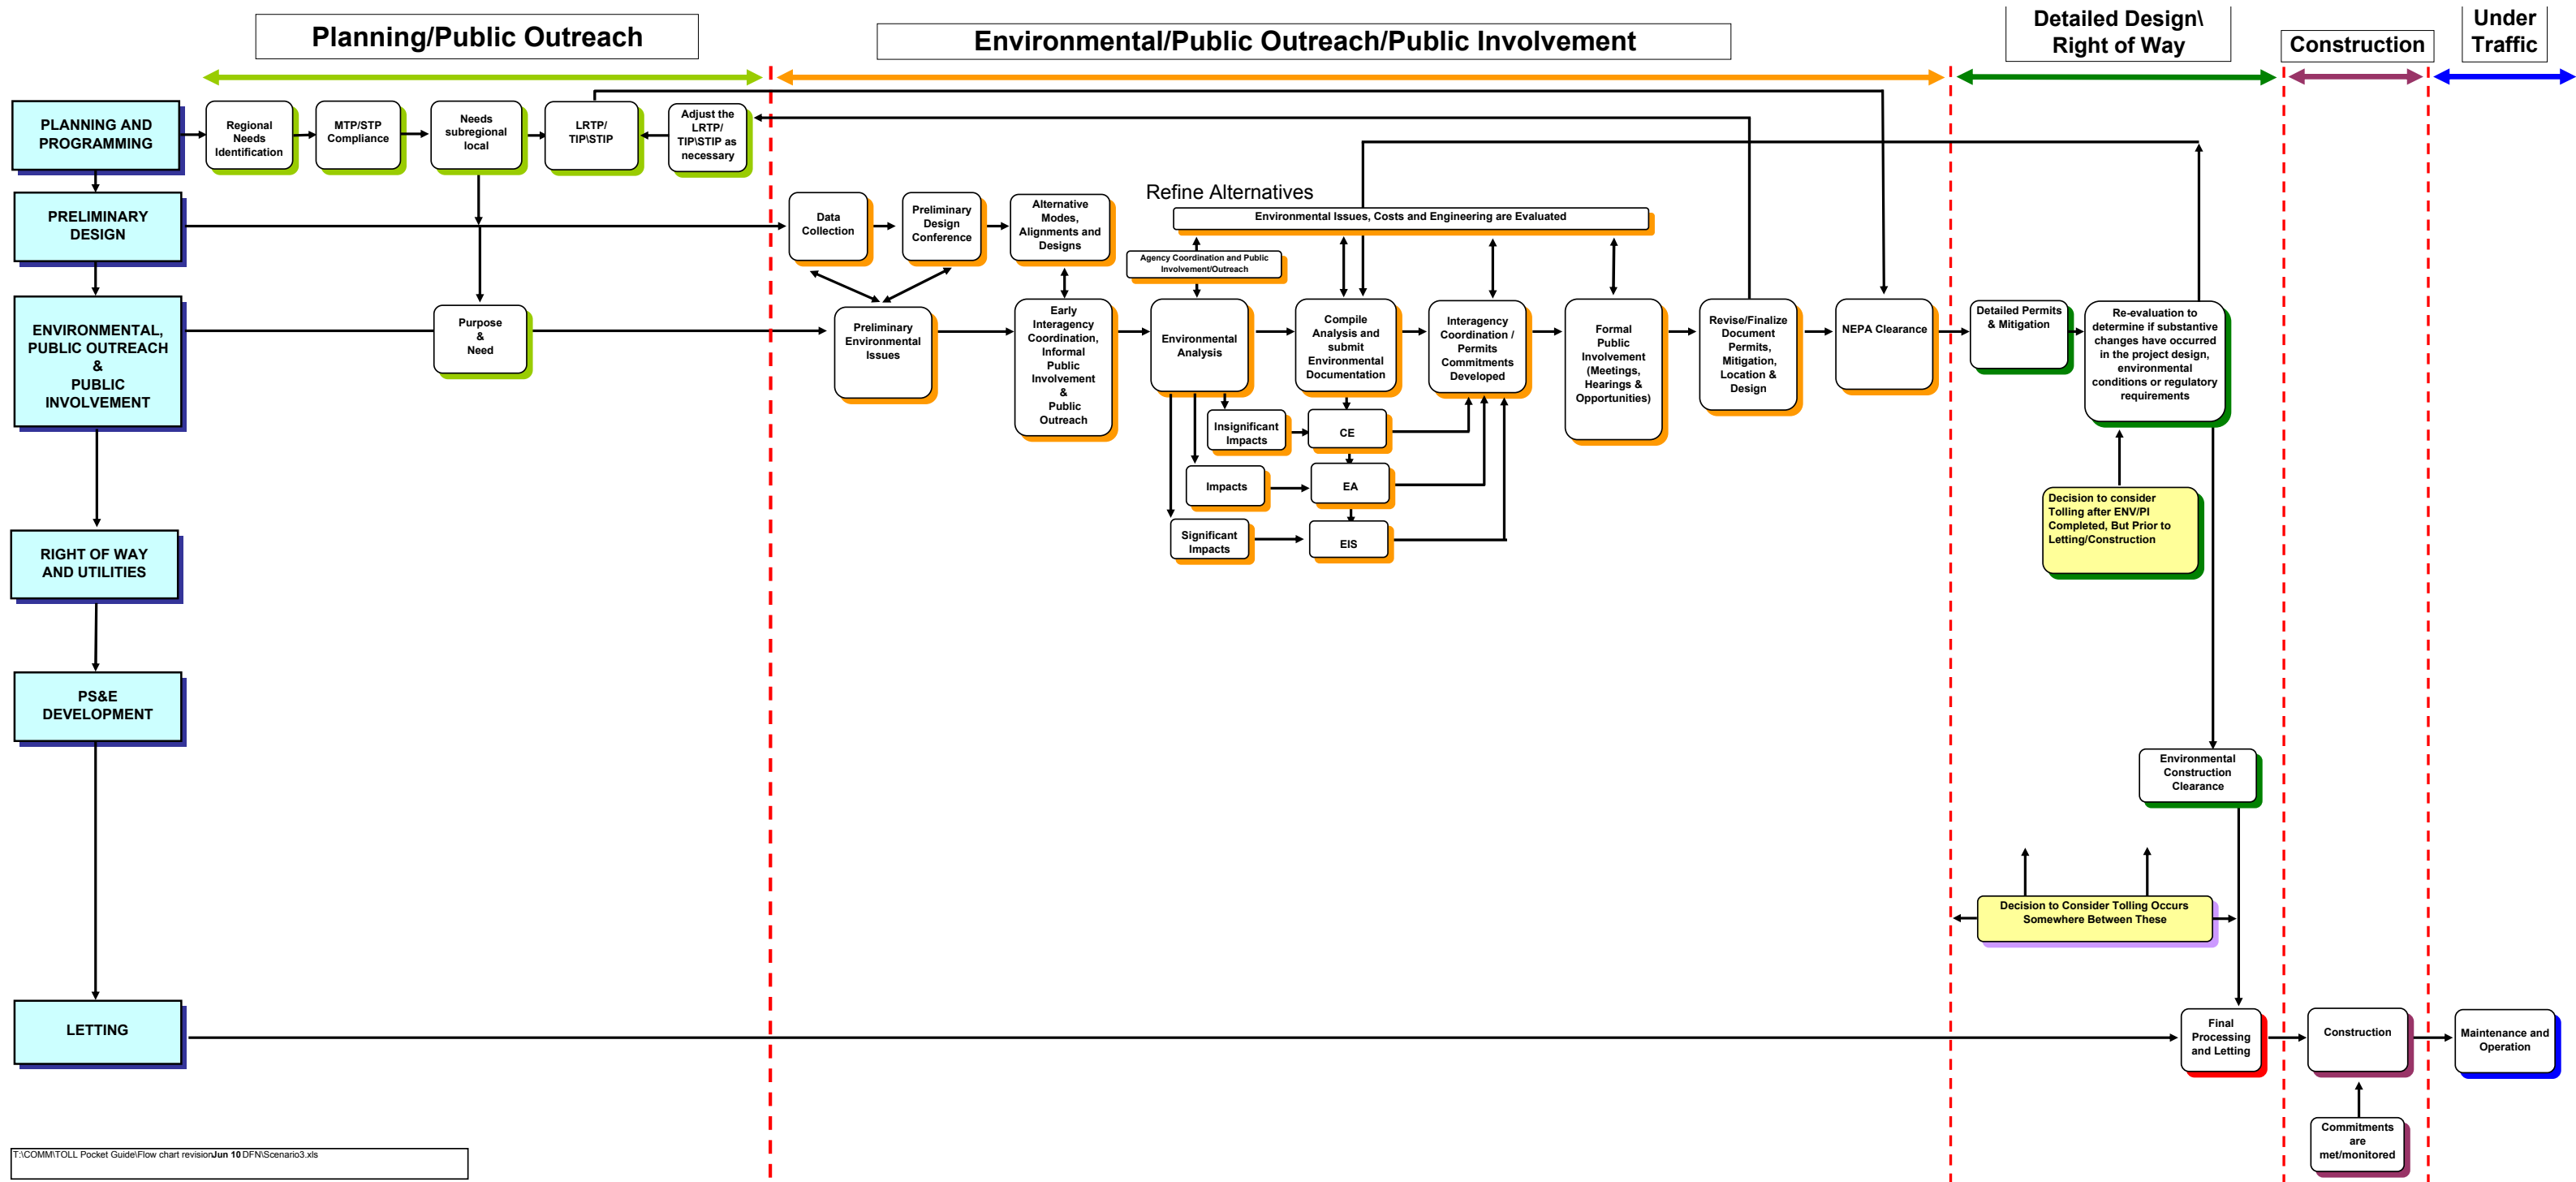 Planning/Public Outreach
Environmental/Public Outreach/Public Involvement
Detailed Design\
Right of Way
Construction
Under
Traffic
PLANNING AND
PROGRAMMING
Regional
Needs
Identification
MTP/STP
Compliance
Needs
subregional
local
LRTP/
TIP\STIP
Adjust the
LRTP/
TIP\STIP as
necessary
PRELIMINARY
DESIGN
Data
Collection
Preliminary
Design
Conference
Alternative
Modes,
Alignments and
Designs
Refine Alternatives
Environmental Issues, Costs and Engineering are Evaluated
Agency Coordination and Public
Involvement/Outreach
ENVIRONMENTAL,
PUBLIC OUTREACH
&
PUBLIC
INVOLVEMENT
Purpose
&
Need
Preliminary
Environmental
Issues
Early
Interagency
Coordination,
Informal
Public
Involvement
&
Public
Outreach
Environmental
Analysis
Compile
Analysis and
submit
Environmental
Documentation
Interagency
Coordination /
Permits
Commitments
Developed
Formal
Public
Involvement
(Meetings,
Hearings &
Opportunities)
Revise/Finalize
Document
Permits,
Mitigation,
Location &
Design
NEPA Clearance
Detailed Permits
& Mitigation
Re-evaluation to
determine if substantive
changes have occurred
in the project design,
environmental
conditions or regulatory
requirements
Insignificant
Impacts
CE
Impacts
EA
Significant
Impacts
EIS
Decision to consider
Tolling after ENV/PI
Completed, But Prior to
Letting/Construction
RIGHT OF WAY
AND UTILITIES
PS&E
DEVELOPMENT
Environmental
Construction
Clearance
Decision to Consider Tolling Occurs
Somewhere Between These
LETTING
Final
Processing
and Letting
Construction
Maintenance and
Operation
Commitments
are
met/monitored
T:\COMM\TOLL Pocket Guide\Flow chart revisionJun 10 DFN\Scenario3.xls